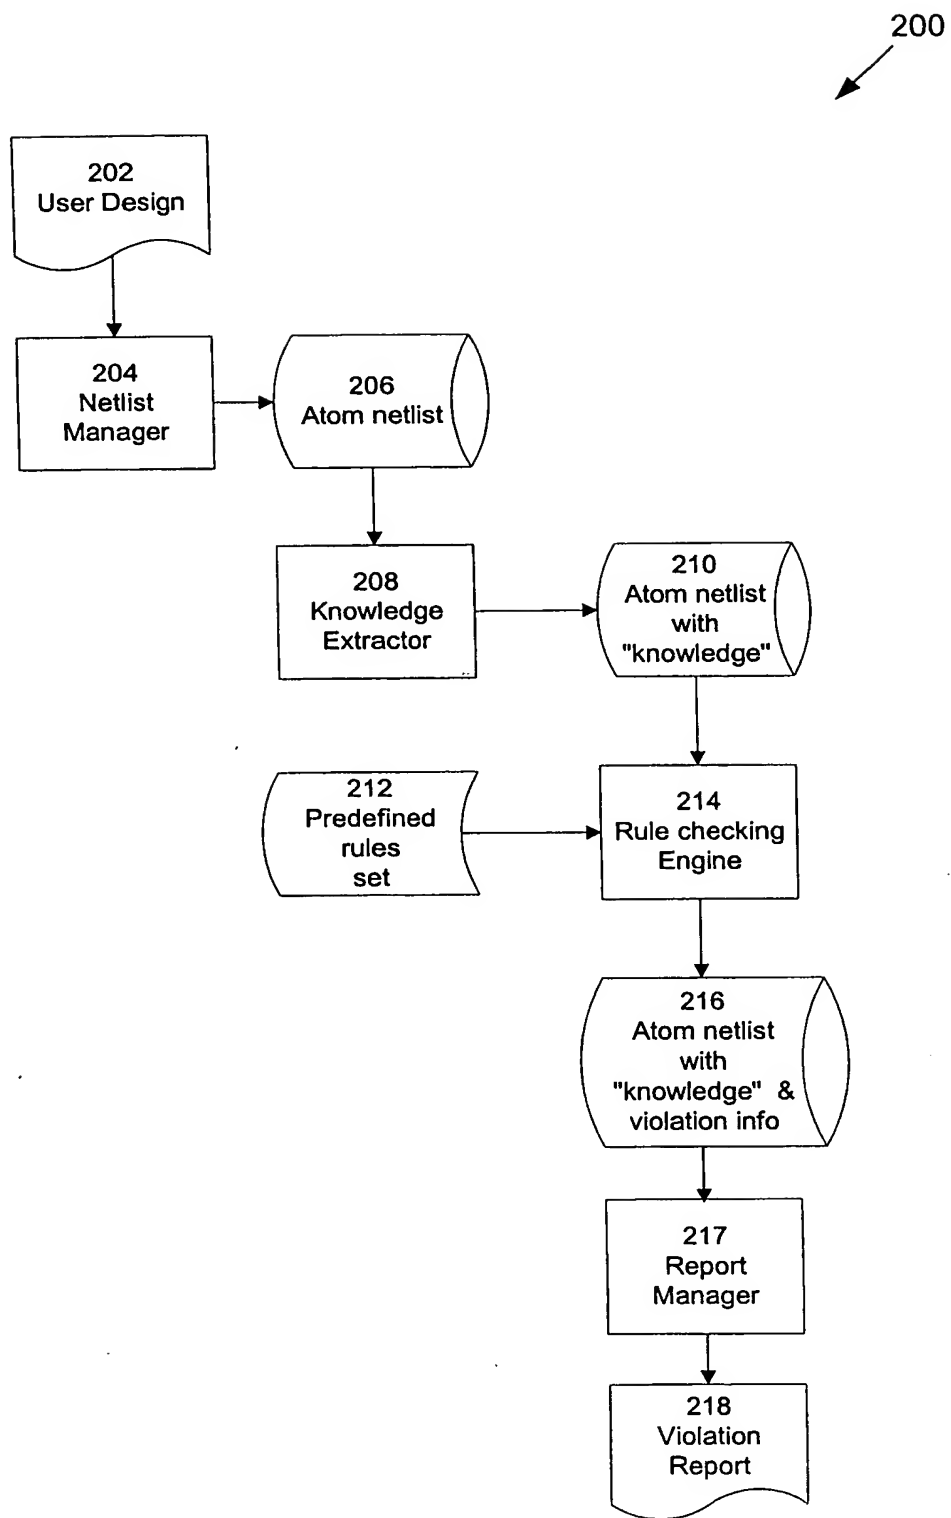 200
202
User Design
204
Netlist
Manager
206
Atom netlist
208
Knowledge
Extractor
210
Atom netlist
with
"knowledge"
212
Predefined
rules
set
214
Rule checking
Engine
216
Atom netlist
with
"knowledge" &
violation info
217
Report
Manager
218
Violation
Report